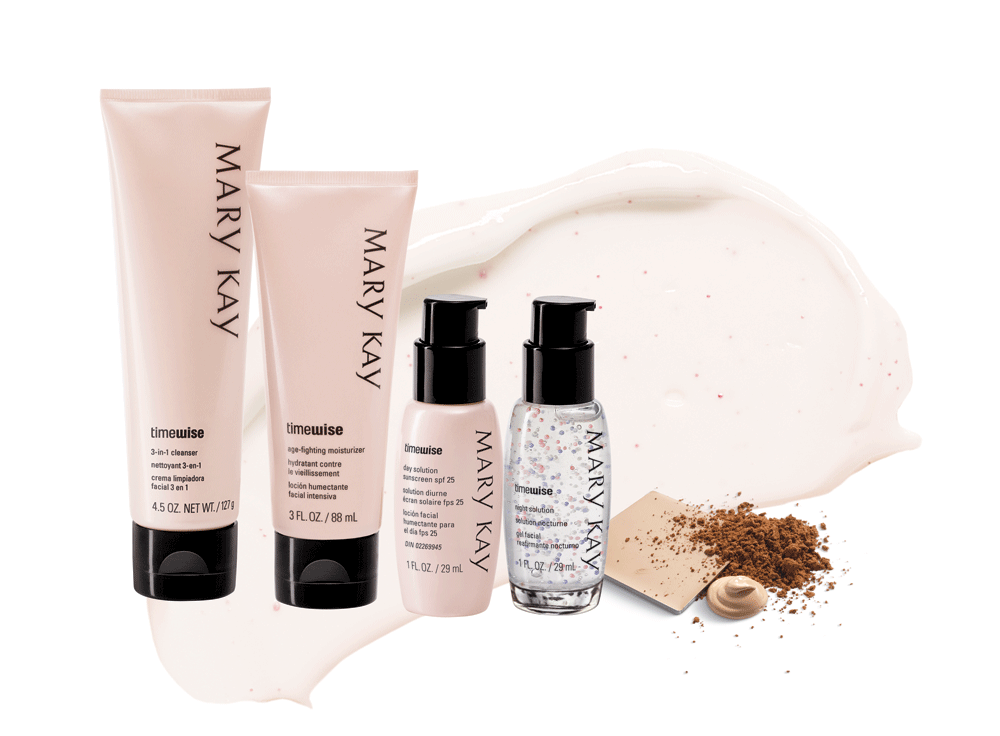 MARY KAY
timewise
3-in-1 cleanser
nettoyant 3-en-1
crema limpiadora
facial 3 en 1
4.5 OZ. NET WT. / 127 g
MARY KAY
timewise
age-fighting moisturizer
hydratant contre
le vieillissement
loción humectante
facial intensiva
3 FL. OZ. / 88 mL
MARY KAY
timewise
day solution
sunscreen spf 25
solution diurne
écran solaire fps 25
loción facial
humectante para
el día fps 25
DIN 02269945
1 FL. OZ. / 29 mL
MARY KAY
timewise
night solution
solution nocturne
gel facial
reafirmante nocturno
1 FL. OZ. / 29 mL